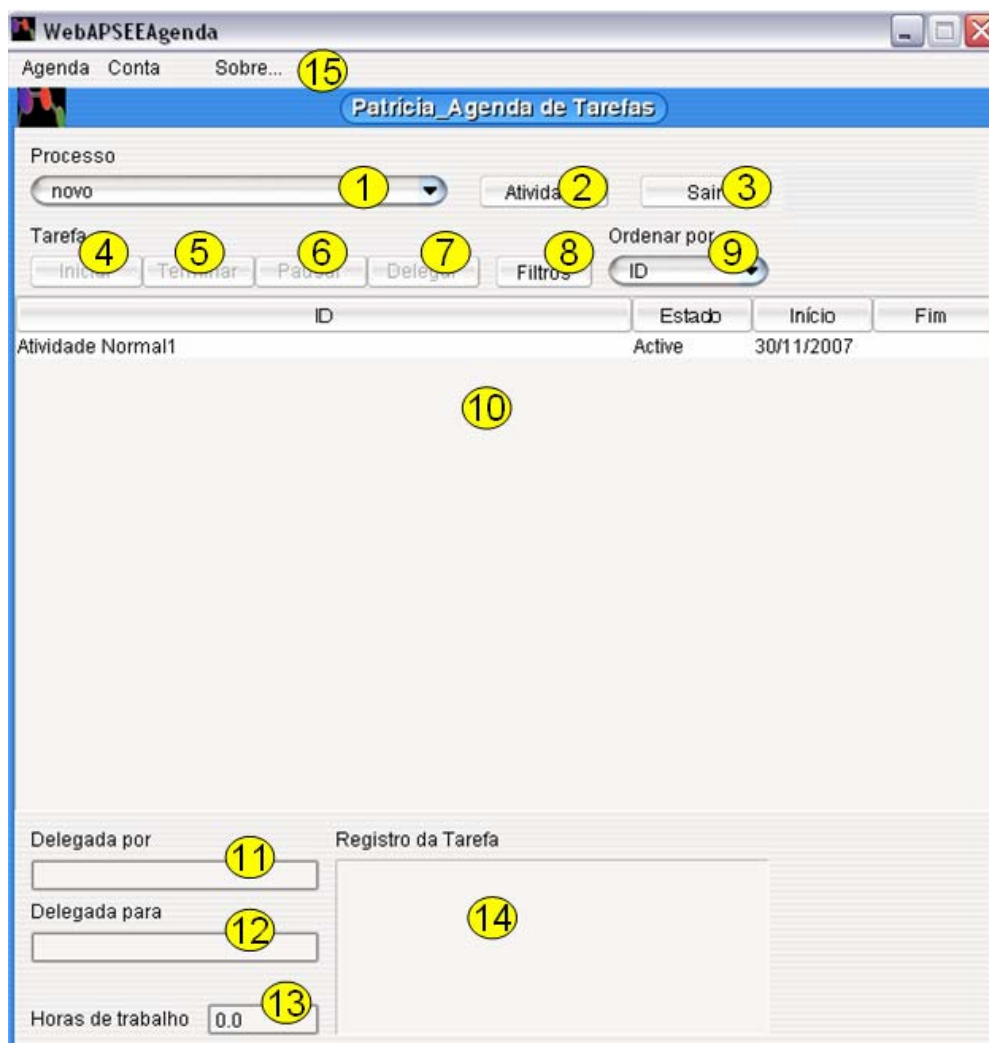 WebAPSEEAgenda
Agenda Conta Sobre... 15
Patrícia_Agenda de Tarefas
Processo
novo 1 2 Sair 3
Tarefa Ordenar por
4 5 6 7 Filtros 8 ID 9
ID Estado Início Fim
Atividade Normal1 Active 30/11/2007
10
Delegada por Registro da Tarefa
11
Delegada para
12 14
Horas de trabalho 0.0 13